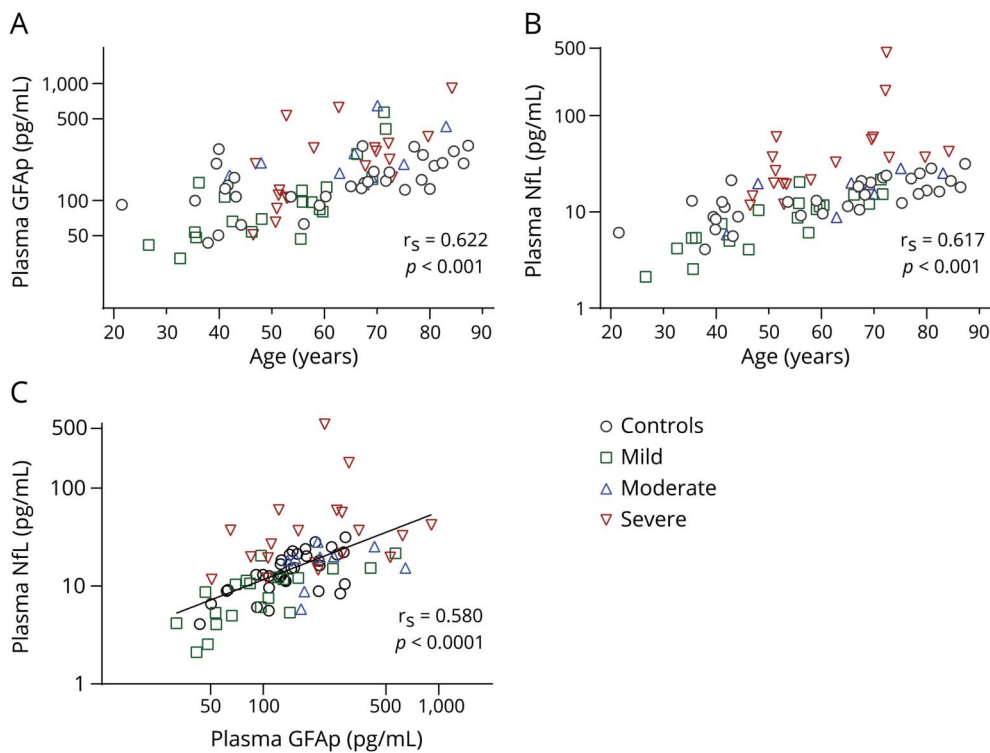 A
Plasma GFAp (pg/mL)
1,000
500
100
50
r_S = 0.622
p < 0.001
20 30 40 50 60 70 80 90
Age (years)
B
Plasma NfL (pg/mL)
500
100
10
1
r_S = 0.617
p < 0.001
20 30 40 50 60 70 80 90
Age (years)
C
Plasma NfL (pg/mL)
500
100
10
1
r_S = 0.580
p < 0.0001
50 100 500 1,000
Plasma GFAp (pg/mL)
Controls
Mild
Moderate
Severe